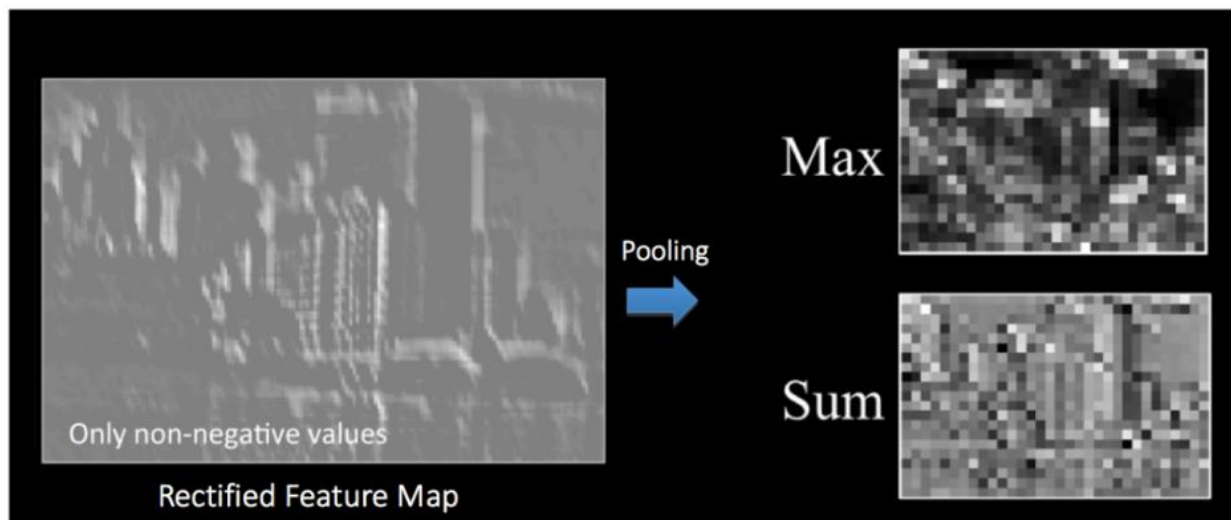 Only non-negative values
Rectified Feature Map
Pooling
Max
Sum